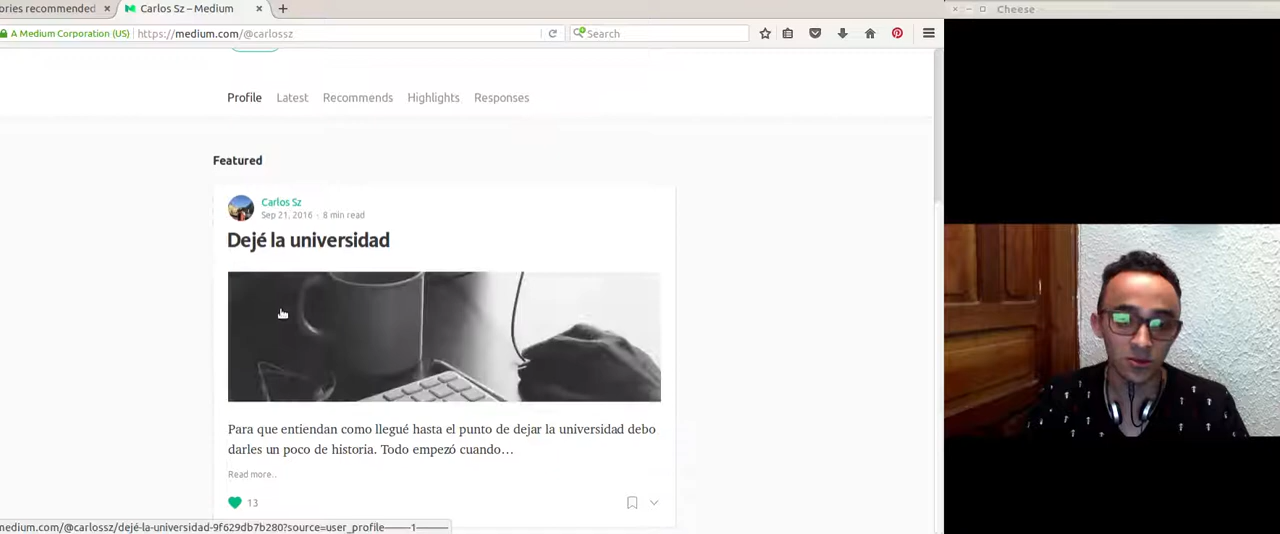 ories recommended
Carlos Sz – Medium
Cheese
A Medium Corporation (US)
https://medium.com/@carlossz
Search
Profile Latest Recommends Highlights Responses
Featured
Carlos Sz
Sep 21, 2016 · 8 min read
Dejé la universidad
Para que entiendan como llegué hasta el punto de dejar la universidad debo
darles un poco de historia. Todo empezó cuando…
Read more..
13
medium.com/@carlossz/dejé-la-universidad-9f629db7b280?source=user_profile---------1----------